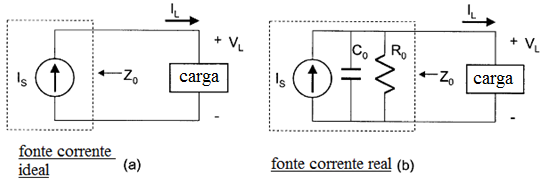 I_L
+ V_L
I_S
Z_0
carga
-
fonte corrente
ideal
(a)
I_L
+ V_L
I_S
C_0
R_0
Z_0
carga
-
fonte corrente real (b)